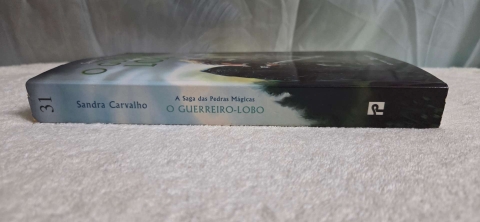 31
Sandra Carvalho
A Saga das Pedras Mágicas
O GUERREIRO-LOBO
P